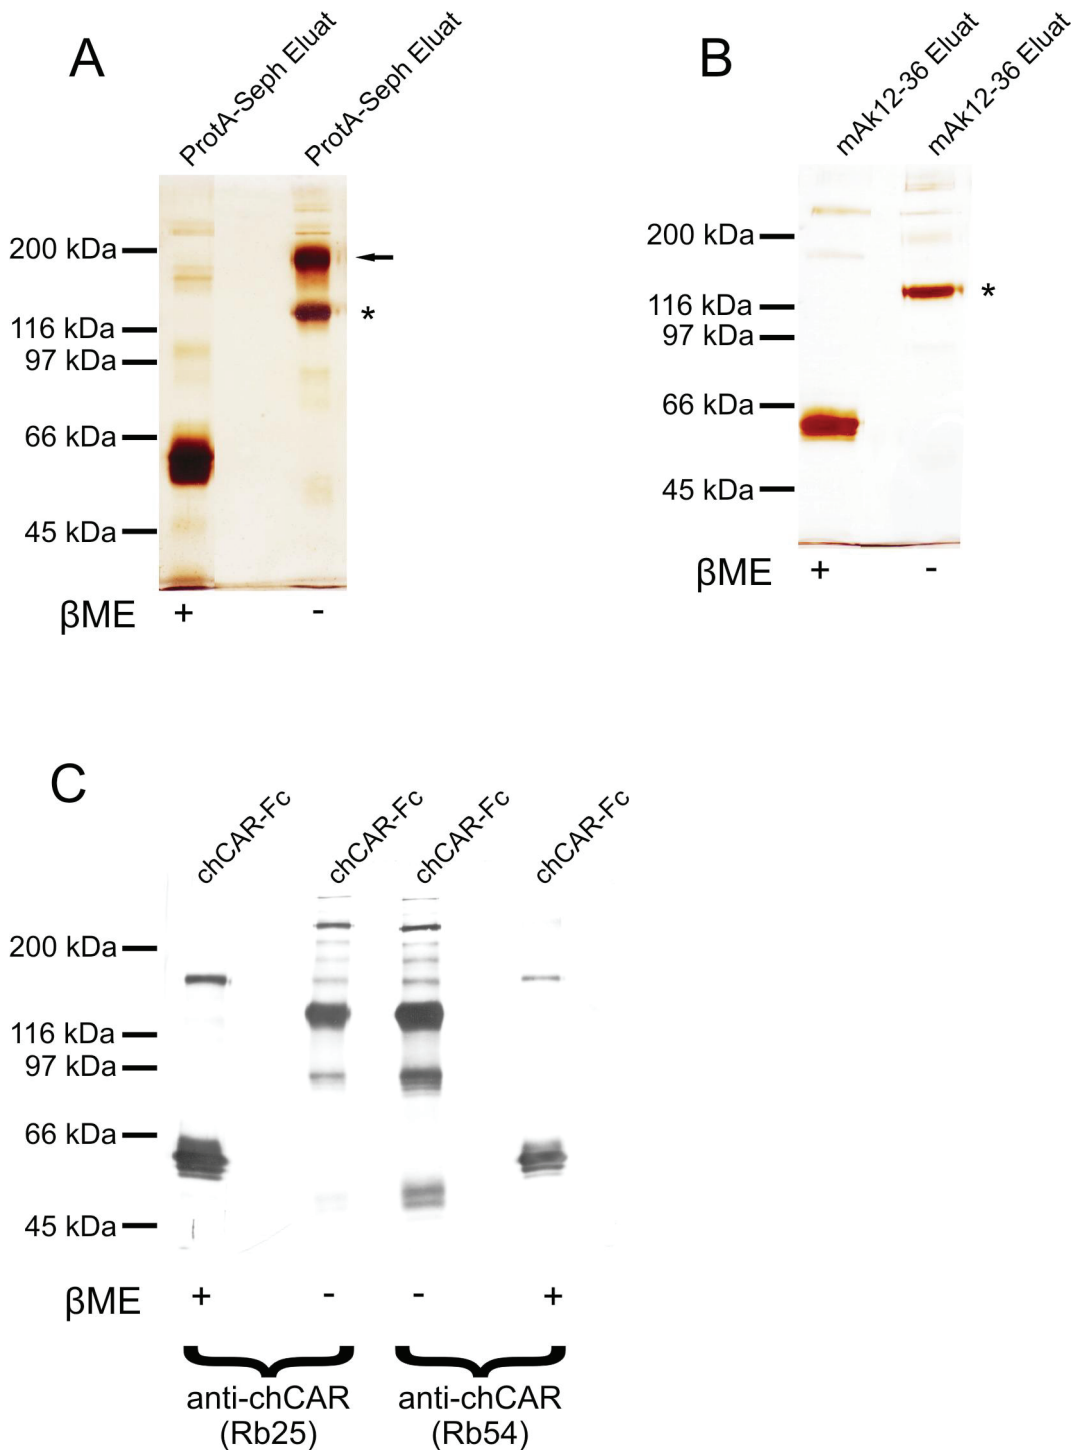 A
ProtA-Seph Eluat
ProtA-Seph Eluat
200 kDa
116 kDa
97 kDa
66 kDa
45 kDa
*
βME
+
-
B
mAk12-36 Eluat
mAk12-36 Eluat
200 kDa
116 kDa
97 kDa
66 kDa
45 kDa
*
βME
+
-
C
chCAR-Fc
chCAR-Fc
chCAR-Fc
chCAR-Fc
200 kDa
116 kDa
97 kDa
66 kDa
45 kDa
βME
+
-
-
+
anti-chCAR
(Rb25)
anti-chCAR
(Rb54)